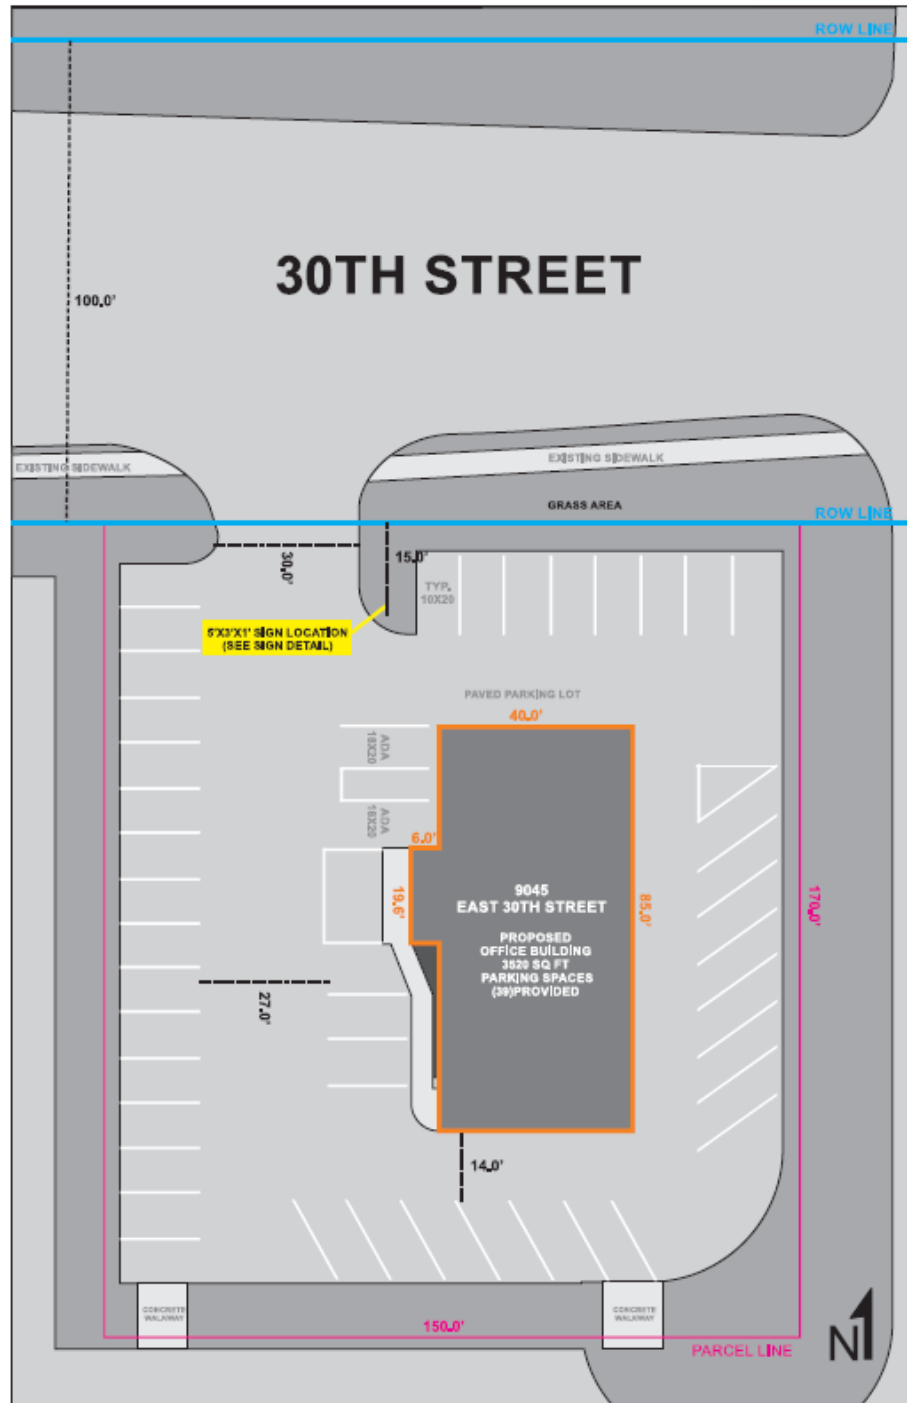 ROW LINE
30TH STREET
100.0'
EXISTING SIDEWALK
EXISTING SIDEWALK
GRASS AREA
ROW LINE
30.0'
15.0'
TYP.
10X20
5'X3'X1' SIGN LOCATION
(SEE SIGN DETAIL)
PAVED PARKING LOT
40.0'
ADA
18X20
ADA
18X20
6.0'
19.6'
9045
EAST 30TH STREET
PROPOSED
OFFICE BUILDING
3520 SQ FT
PARKING SPACES
(39)PROVIDED
85.0'
170.0'
27.0'
14.0'
CONCRETE
WALKWAY
CONCRETE
WALKWAY
150.0'
PARCEL LINE
N